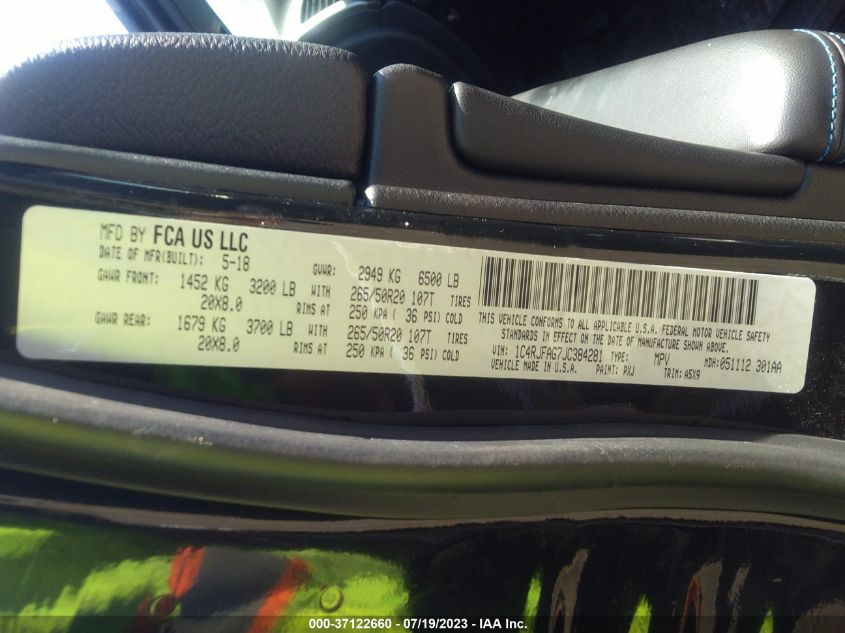 MFD BY FCA US LLC
DATE OF MFR(BUILT): 5-18 GVWR: 2949 KG 6500 LB
GAWR FRONT: 1452 KG 3200 LB WITH 265/50R20 107T TIRES
20X8.0 RIMS AT 250 KPA ( 36 PSI) COLD
GAWR REAR: 1679 KG 3700 LB WITH 265/50R20 107T TIRES
20X8.0 RIMS AT 250 KPA ( 36 PSI) COLD
THIS VEHICLE CONFORMS TO ALL APPLICABLE U.S.A. FEDERAL MOTOR VEHICLE SAFETY
STANDARDS IN EFFECT ON THE DATE OF MANUFACTURE SHOWN ABOVE.
VIN: 1C4RJFAG7JC384281 TYPE: MPV MDH:051112 301AA
VEHICLE MADE IN U.S.A. PAINT: PXJ TRIM: A5X9
000-37122660 - 07/19/2023 - IAA Inc.